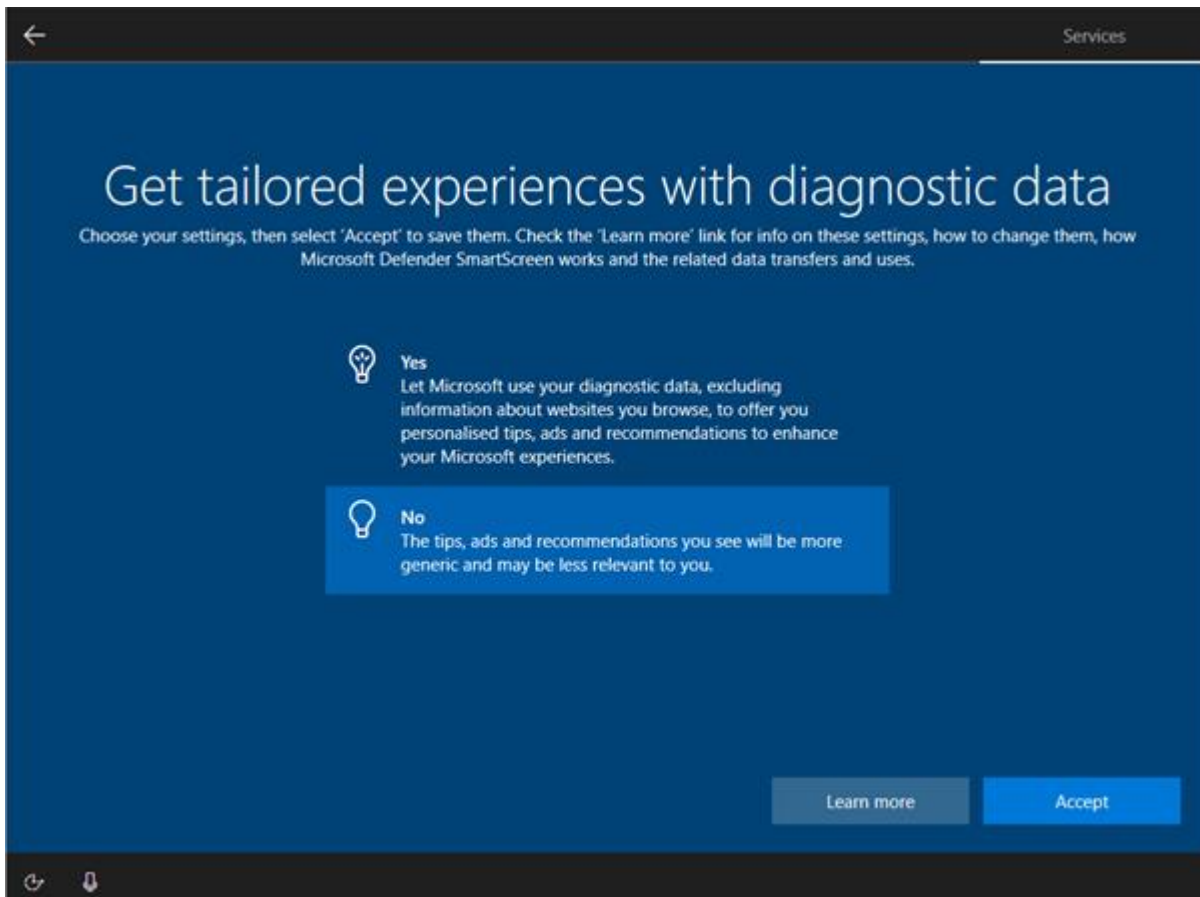 Services
Get tailored experiences with diagnostic data
Choose your settings, then select 'Accept' to save them. Check the 'Learn more' link for info on these settings, how to change them, how
Microsoft Defender SmartScreen works and the related data transfers and uses.
Yes
Let Microsoft use your diagnostic data, excluding
information about websites you browse, to offer you
personalised tips, ads and recommendations to enhance
your Microsoft experiences.
No
The tips, ads and recommendations you see will be more
generic and may be less relevant to you.
Learn more
Accept